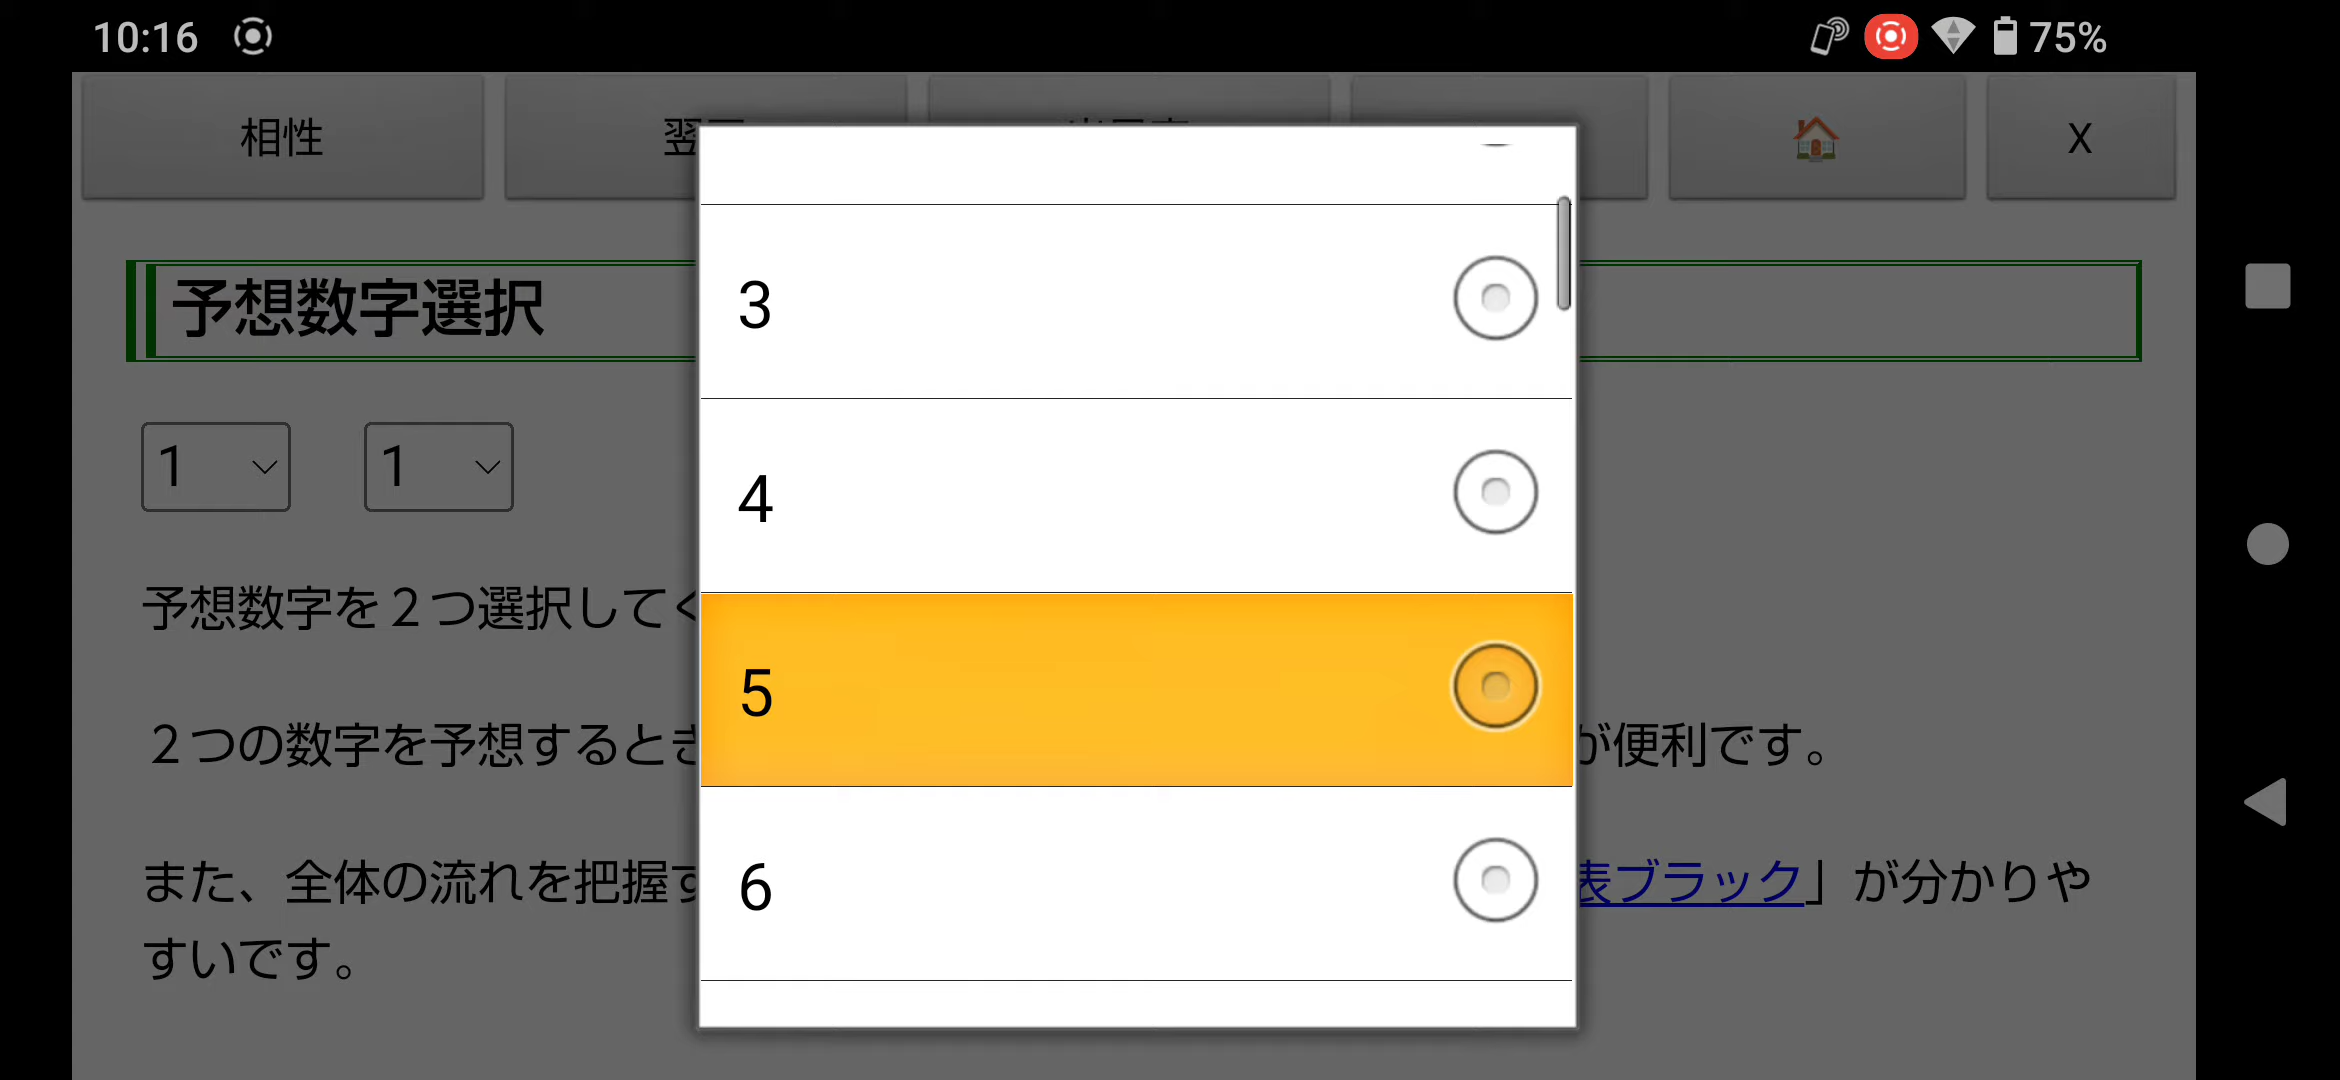 10:16 75%
相性 X
予想数字選択
1 1
3
4
5
6
予想数字を２つ選択して
２つの数字を予想すると が便利です。
また、全体の流れを把握 表ブラック」が分かりや
すいです。